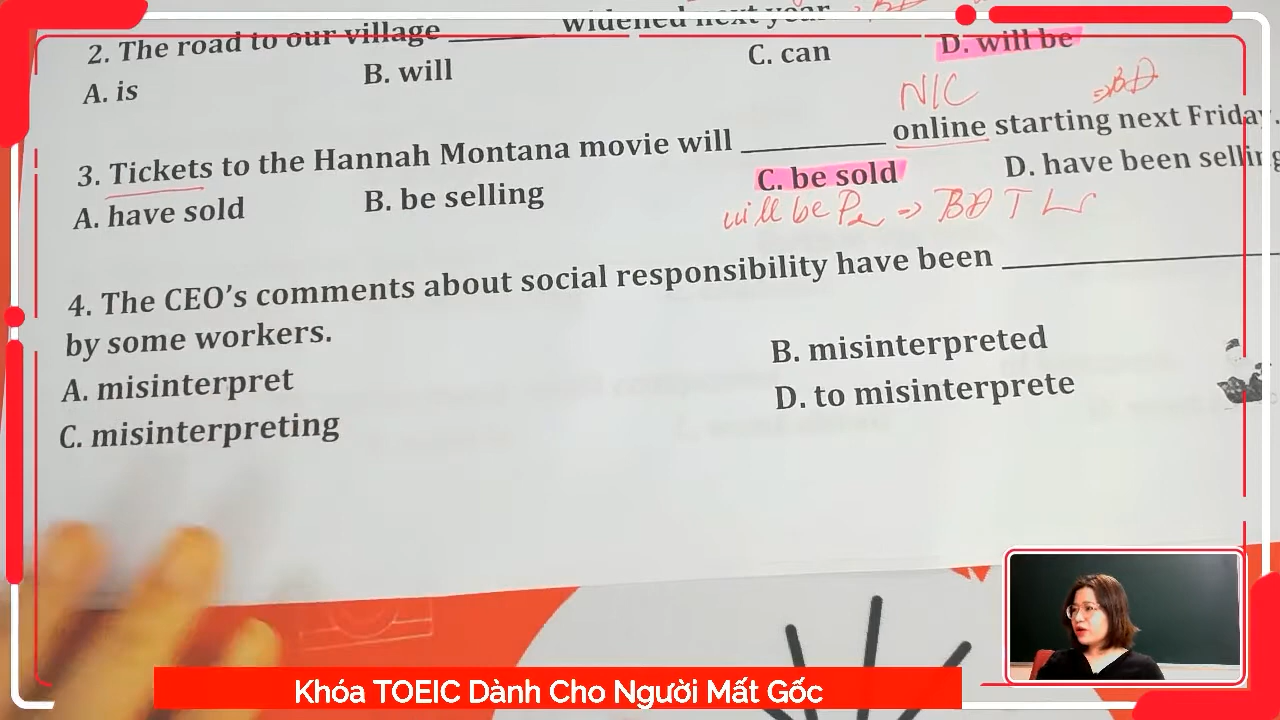 2. The road to our village ______ widened next year
A. is B. will C. can D. will be
N/C ⇒ BĐ
3. Tickets to the Hannah Montana movie will ________ online starting next Friday.
A. have sold B. be selling C. be sold D. have been selling
will be P2 ⇒ BĐ T L
4. The CEO's comments about social responsibility have been ________
by some workers.
A. misinterpret B. misinterpreted
C. misinterpreting D. to misinterprete
Khóa TOEIC Dành Cho Người Mất Gốc